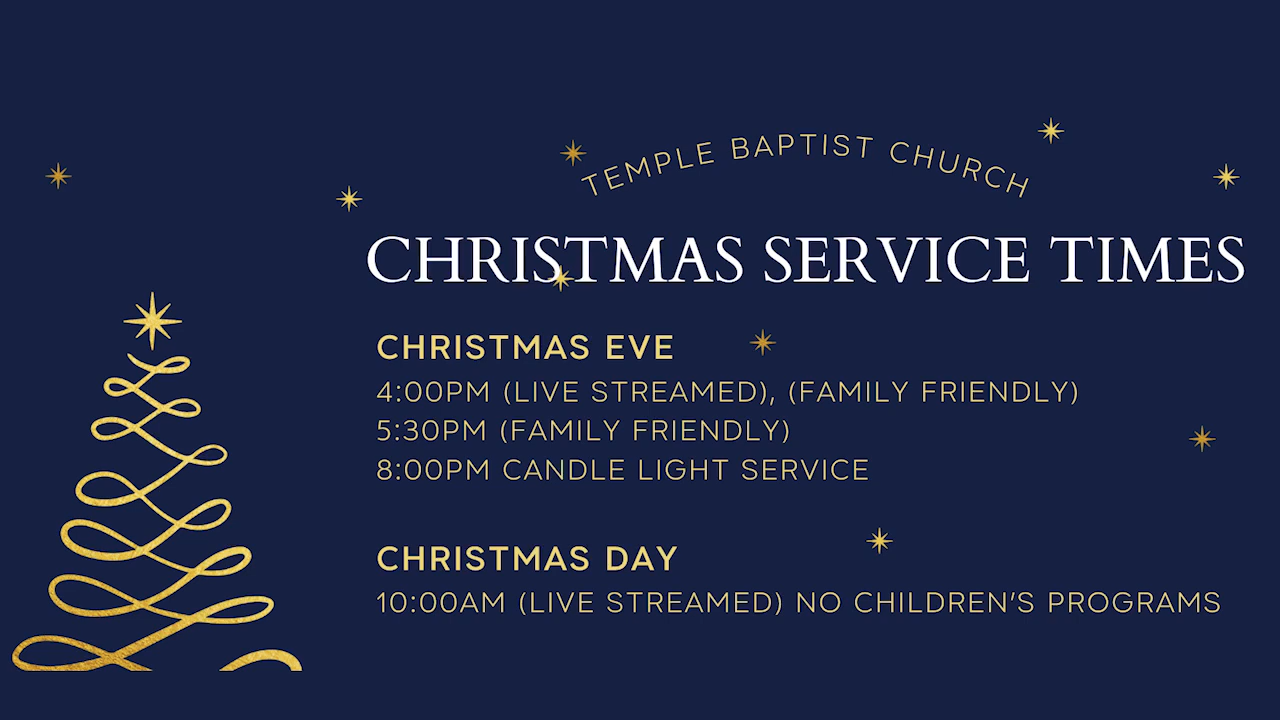 TEMPLE BAPTIST CHURCH
CHRISTMAS SERVICE TIMES
CHRISTMAS EVE
4:00PM (LIVE STREAMED), (FAMILY FRIENDLY)
5:30PM (FAMILY FRIENDLY)
8:00PM CANDLE LIGHT SERVICE
CHRISTMAS DAY
10:00AM (LIVE STREAMED) NO CHILDREN'S PROGRAMS